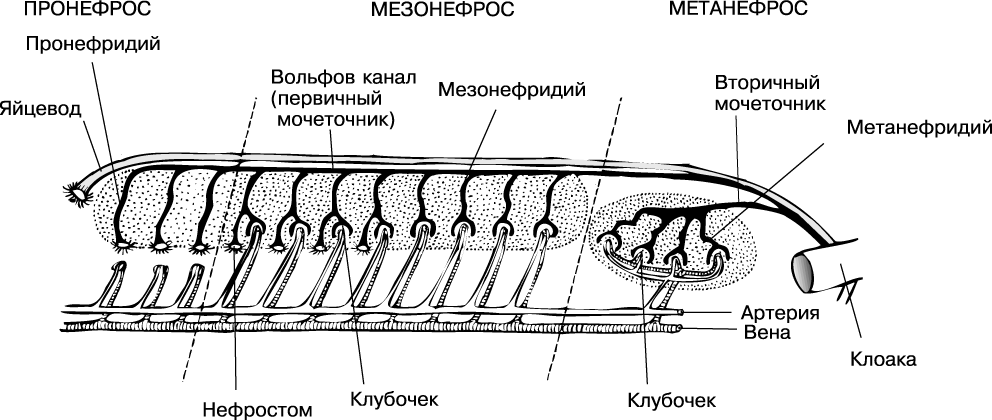 ПРОНЕФРОС
МЕЗОНЕФРОС
МЕТАНЕФРОС
Пронефридий
Яйцевод
Вольфов канал
(первичный
мочеточник)
Мезонефридий
Вторичный
мочеточник
Метанефридий
Артерия
Вена
Клоака
Нефростом
Клубочек
Клубочек